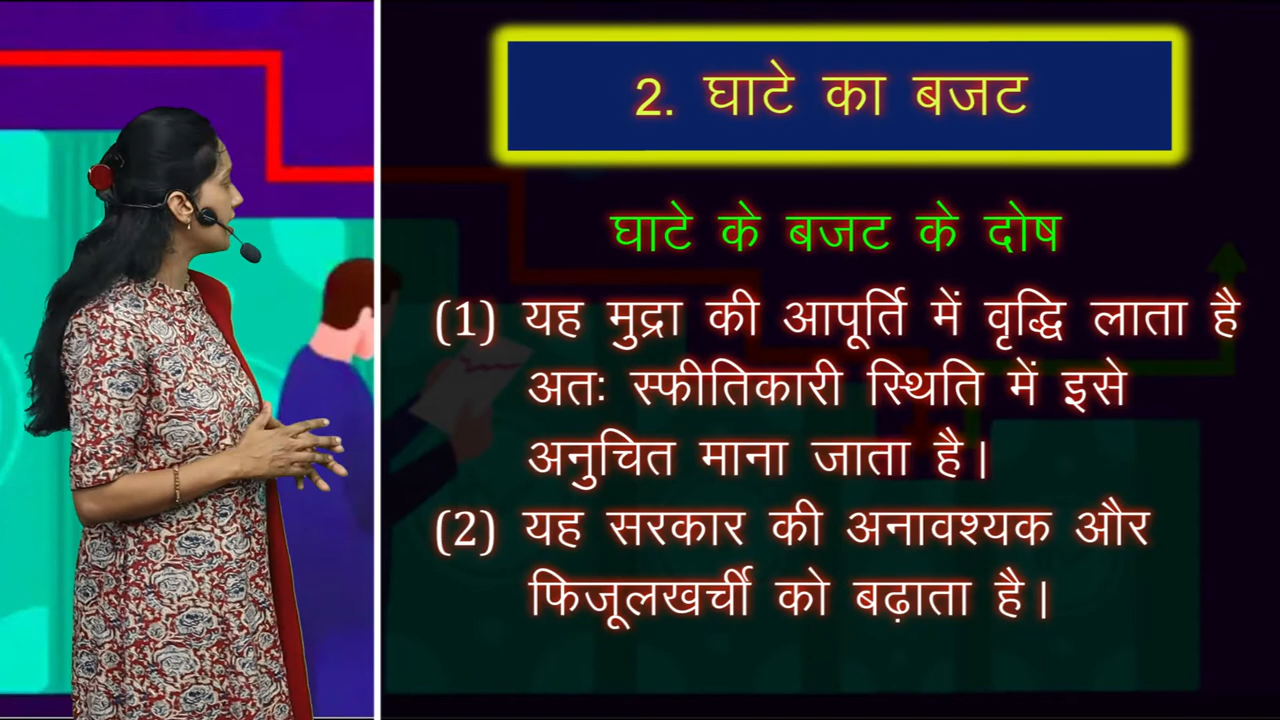 2. घाटे का बजट
घाटे के बजट के दोष
(1) यह मुद्रा की आपूर्ति में वृद्धि लाता है
अतः स्फीतिकारी स्थिति में इसे
अनुचित माना जाता है।
(2) यह सरकार की अनावश्यक और
फिजूलखर्ची को बढ़ाता है।